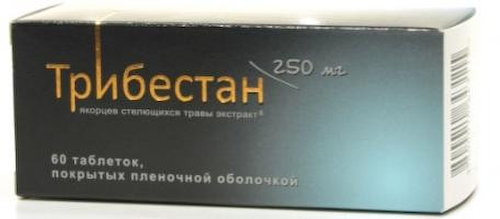 Трибестан
250 мг
якорцев стелющихся травы экстракт®
60 таблеток,
покрытых пленочной оболочкой